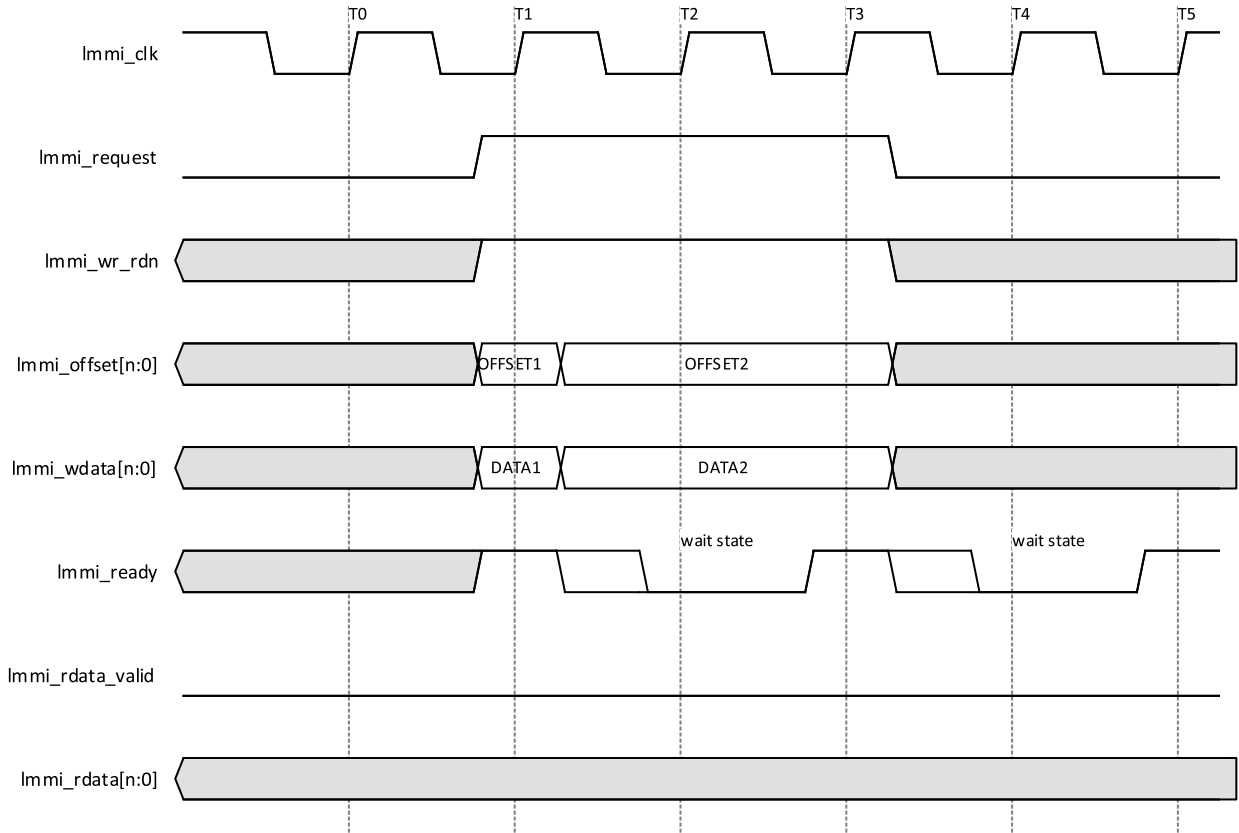 T0 T1 T2 T3 T4 T5
lmmi_clk
lmmi_request
lmmi_wr_rdn
lmmi_offset[n:0] OFFSET1 OFFSET2
lmmi_wdata[n:0] DATA1 DATA2
wait state wait state
lmmi_ready
lmmi_rdata_valid
lmmi_rdata[n:0]